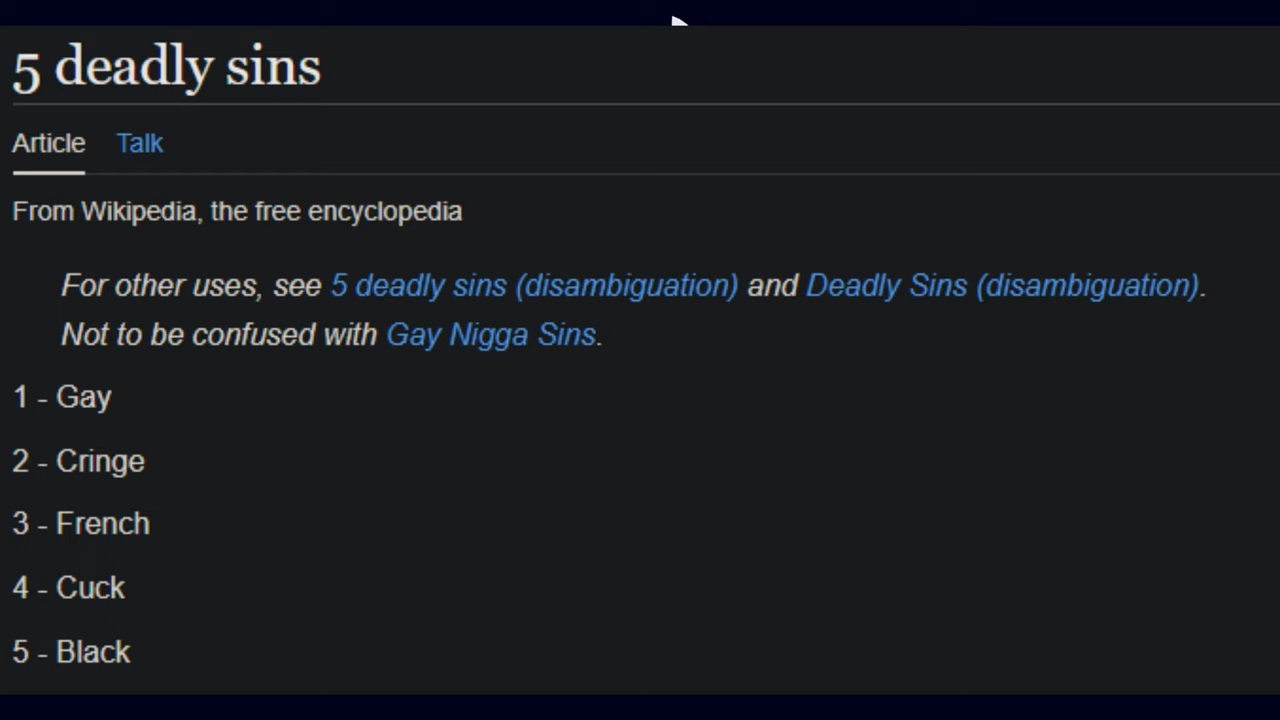 5 deadly sins
Article Talk
From Wikipedia, the free encyclopedia
For other uses, see 5 deadly sins (disambiguation) and Deadly Sins (disambiguation).
Not to be confused with Gay Nigga Sins.
1 - Gay
2 - Cringe
3 - French
4 - Cuck
5 - Black